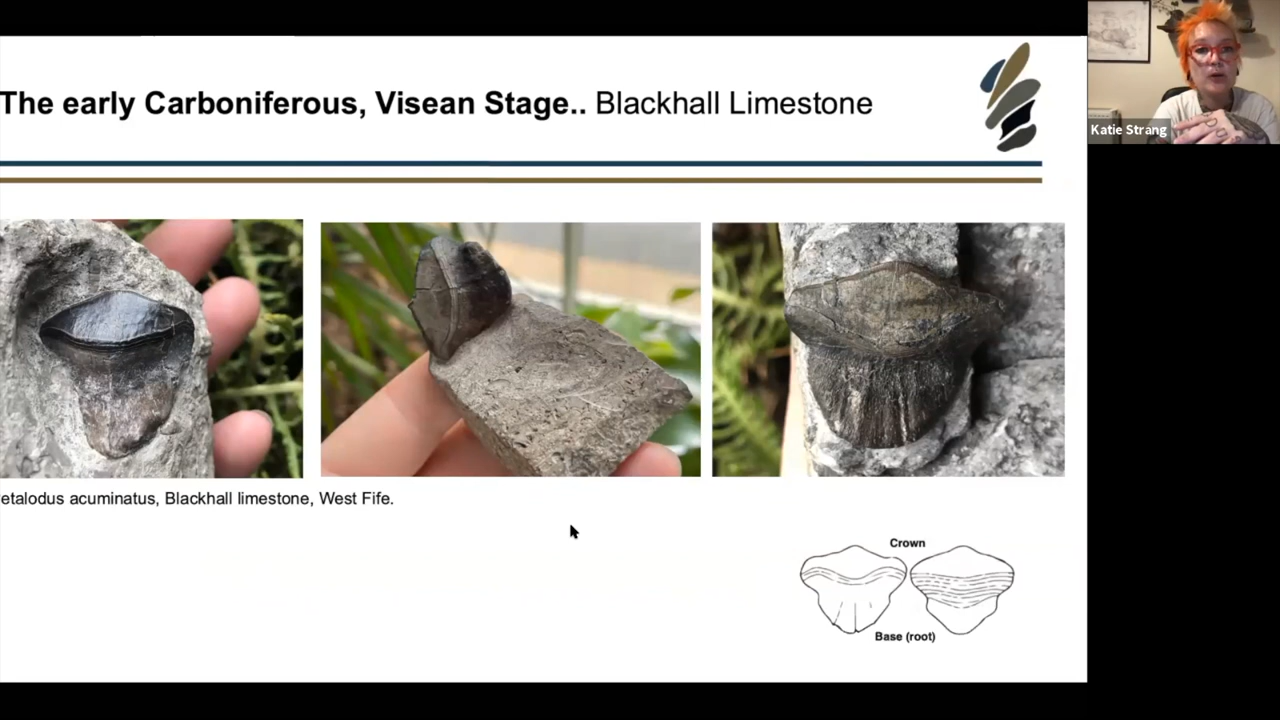 The early Carboniferous, Visean Stage.. Blackhall Limestone
Katie Strang
etalodus acuminatus, Blackhall limestone, West Fife.
Crown
Base (root)